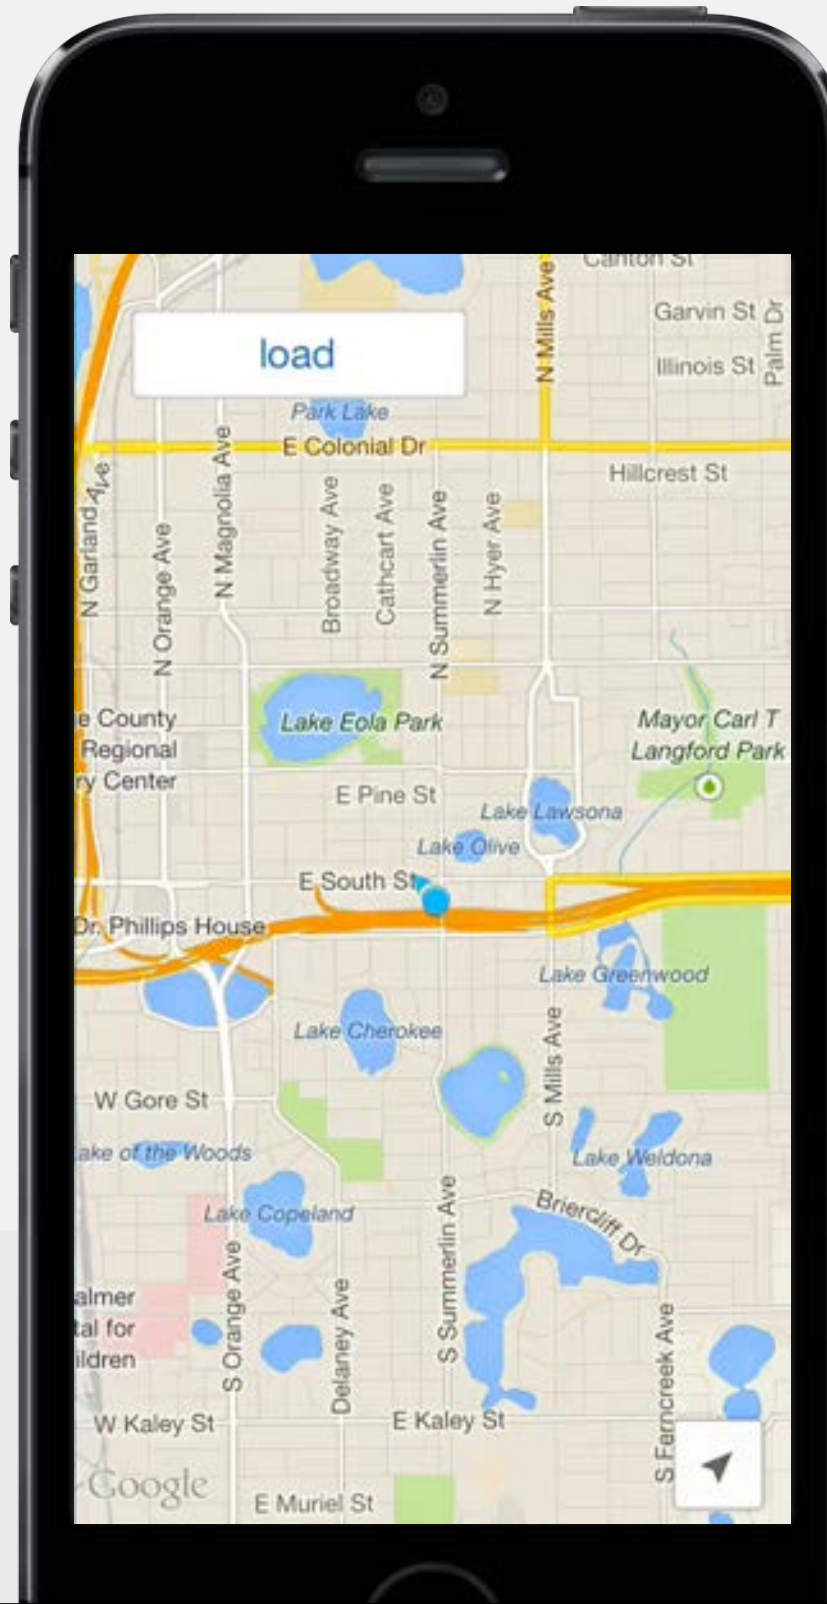 Canton St
Garvin St
Palm Dr
N Mills Ave
load
Illinois St
Park Lake
E Colonial Dr
Hillcrest St
N Garland Ave
N Orange Ave
N Magnolia Ave
Broadway Ave
Cathcart Ave
N Summerlin Ave
N Hyer Ave
e County
Regional
ry Center
Lake Eola Park
Mayor Carl T
Langford Park
E Pine St
Lake Lawsona
Lake Olive
E South St
Dr. Phillips House
Lake Greenwood
Lake Cherokee
S Mills Ave
W Gore St
ake of the Woods
Lake Weldona
Lake Copeland
Briercliff Dr
S Orange Ave
Delaney Ave
S Summerlin Ave
S Ferncreek Ave
almer
tal for
ildren
W Kaley St
E Kaley St
Google
E Muriel St